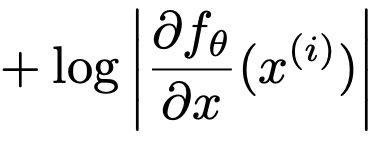 + log |∂f_θ/∂x (x^(i))|